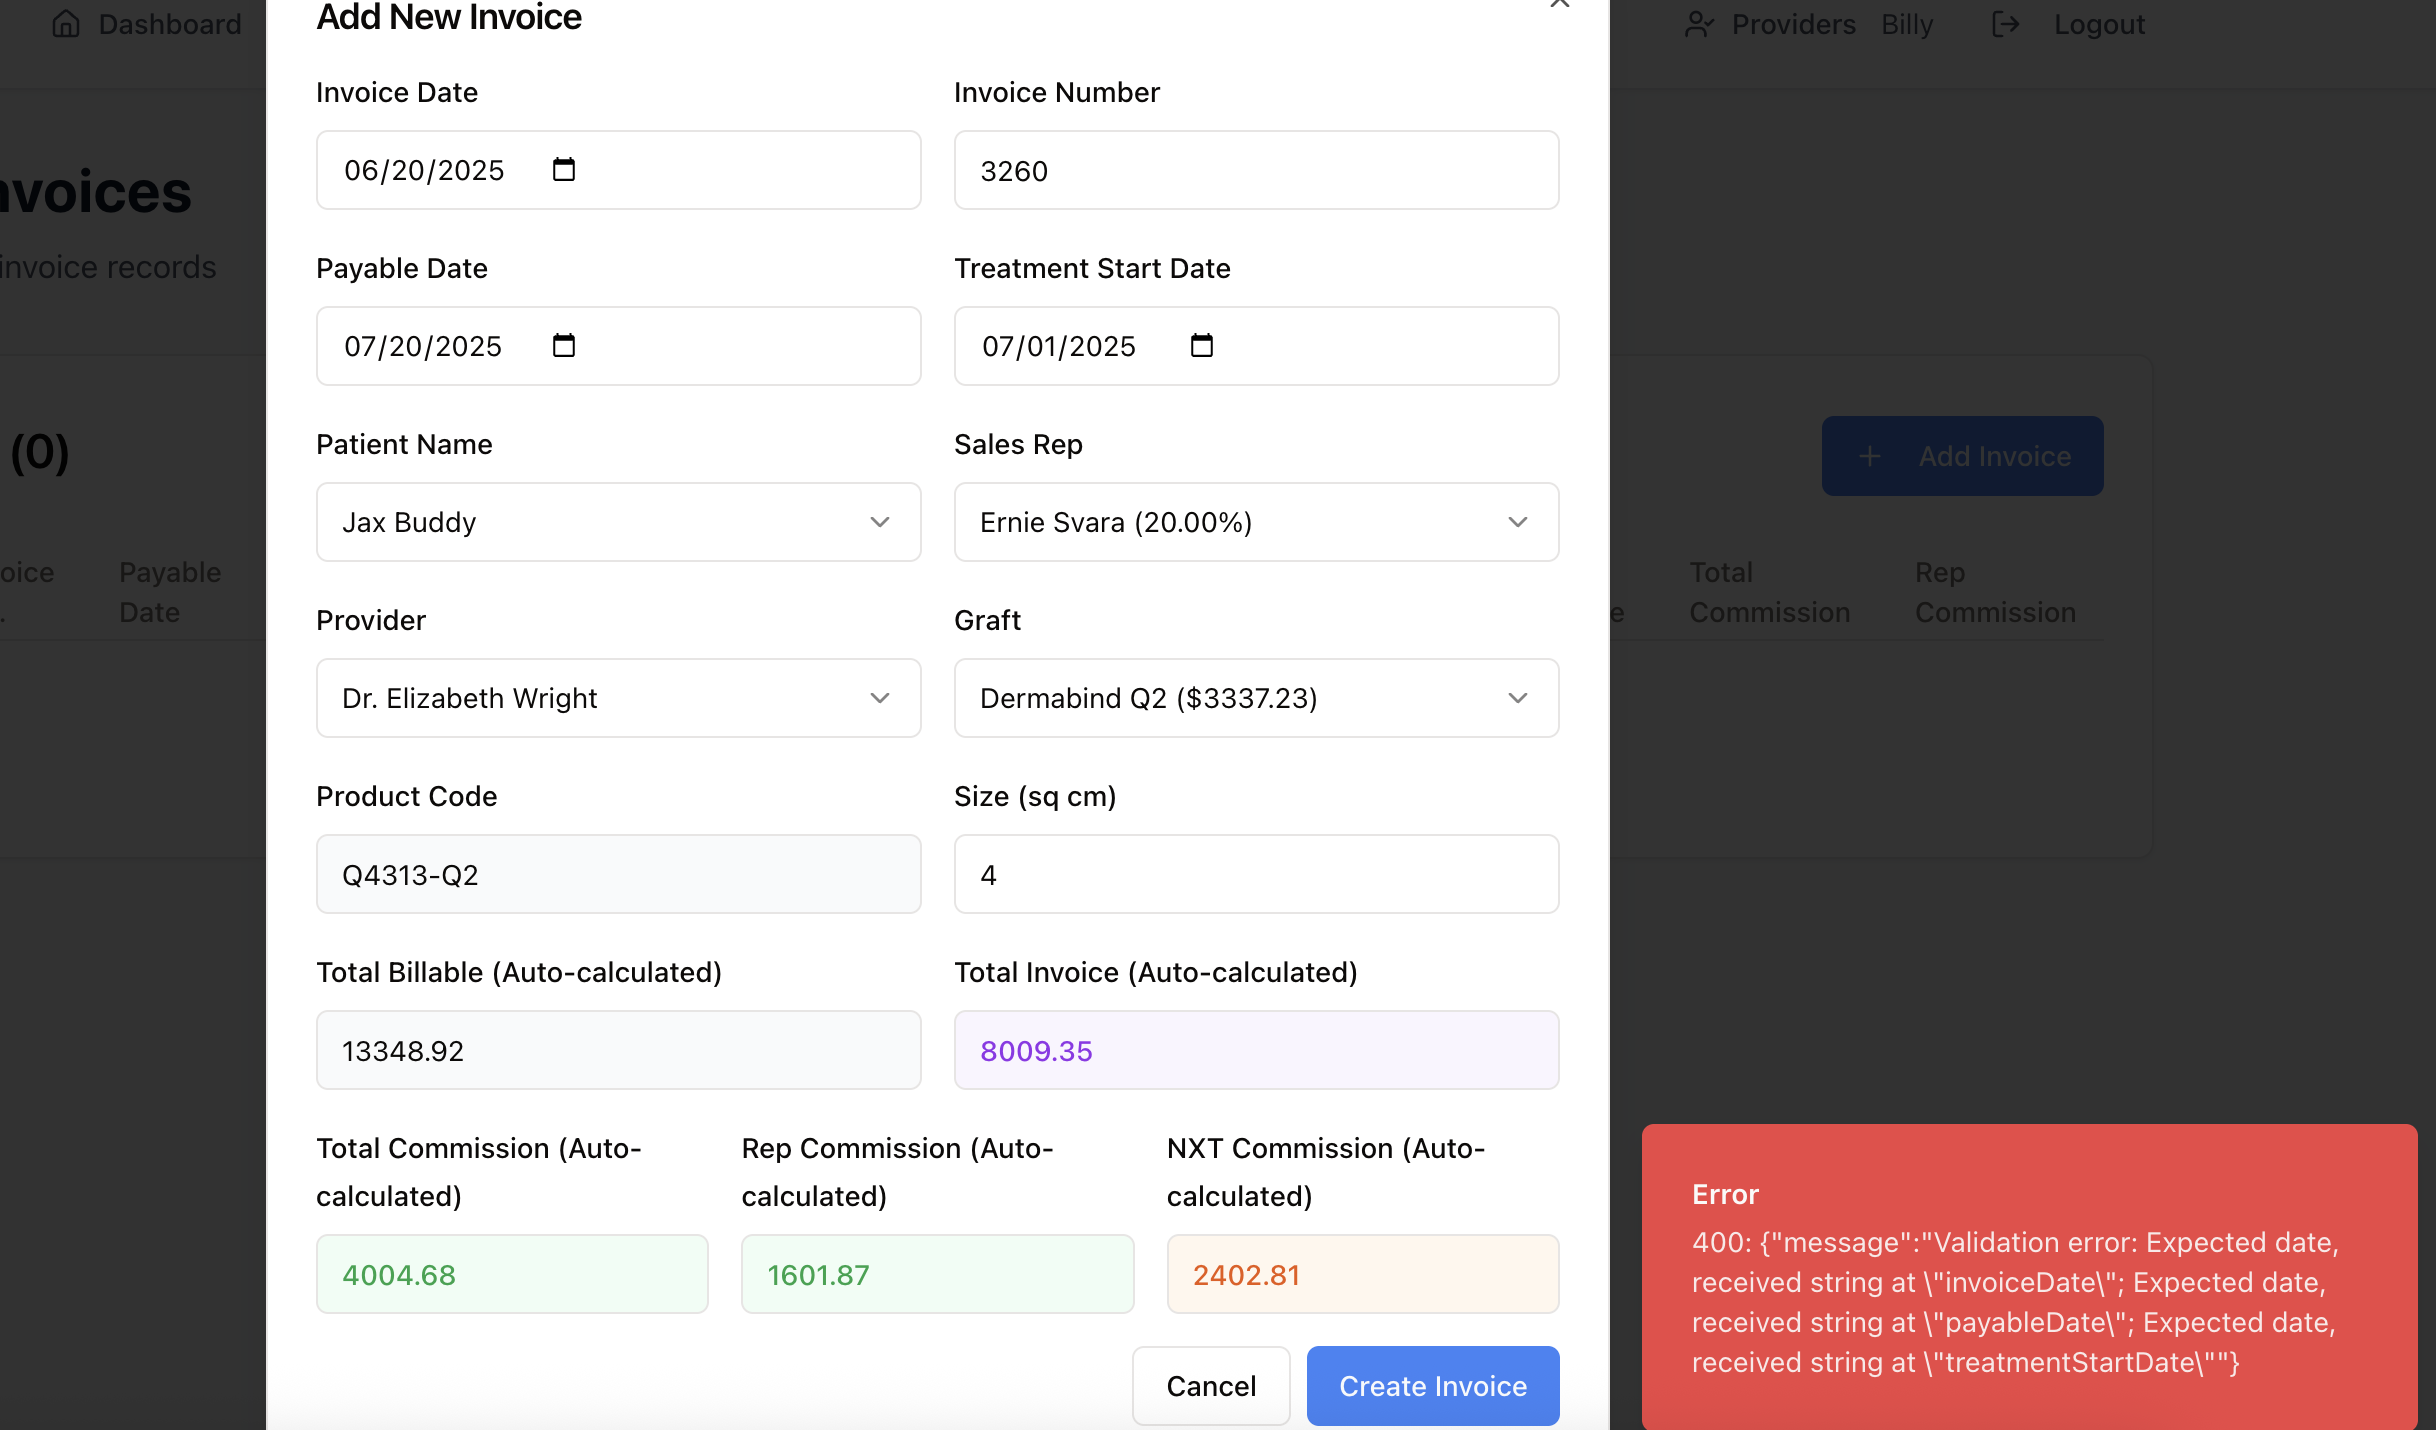 Dashboard
Add New Invoice
Providers
Billy
Logout
Invoice Date
Invoice Number
06/20/2025
3260
nvoices
invoice records
Payable Date
Treatment Start Date
07/20/2025
07/01/2025
(0)
Add Invoice
Patient Name
Sales Rep
Jax Buddy
Ernie Svara (20.00%)
oice
.
Payable
Date
e
Total
Commission
Rep
Commission
Provider
Graft
Dr. Elizabeth Wright
Dermabind Q2 ($3337.23)
Product Code
Size (sq cm)
Q4313-Q2
4
Total Billable (Auto-calculated)
Total Invoice (Auto-calculated)
13348.92
8009.35
Total Commission (Auto-
calculated)
Rep Commission (Auto-
calculated)
NXT Commission (Auto-
calculated)
4004.68
1601.87
2402.81
Cancel
Create Invoice
Error
400: {"message":"Validation error: Expected date,
received string at \"invoiceDate\"; Expected date,
received string at \"payableDate\"; Expected date,
received string at \"treatmentStartDate\""}